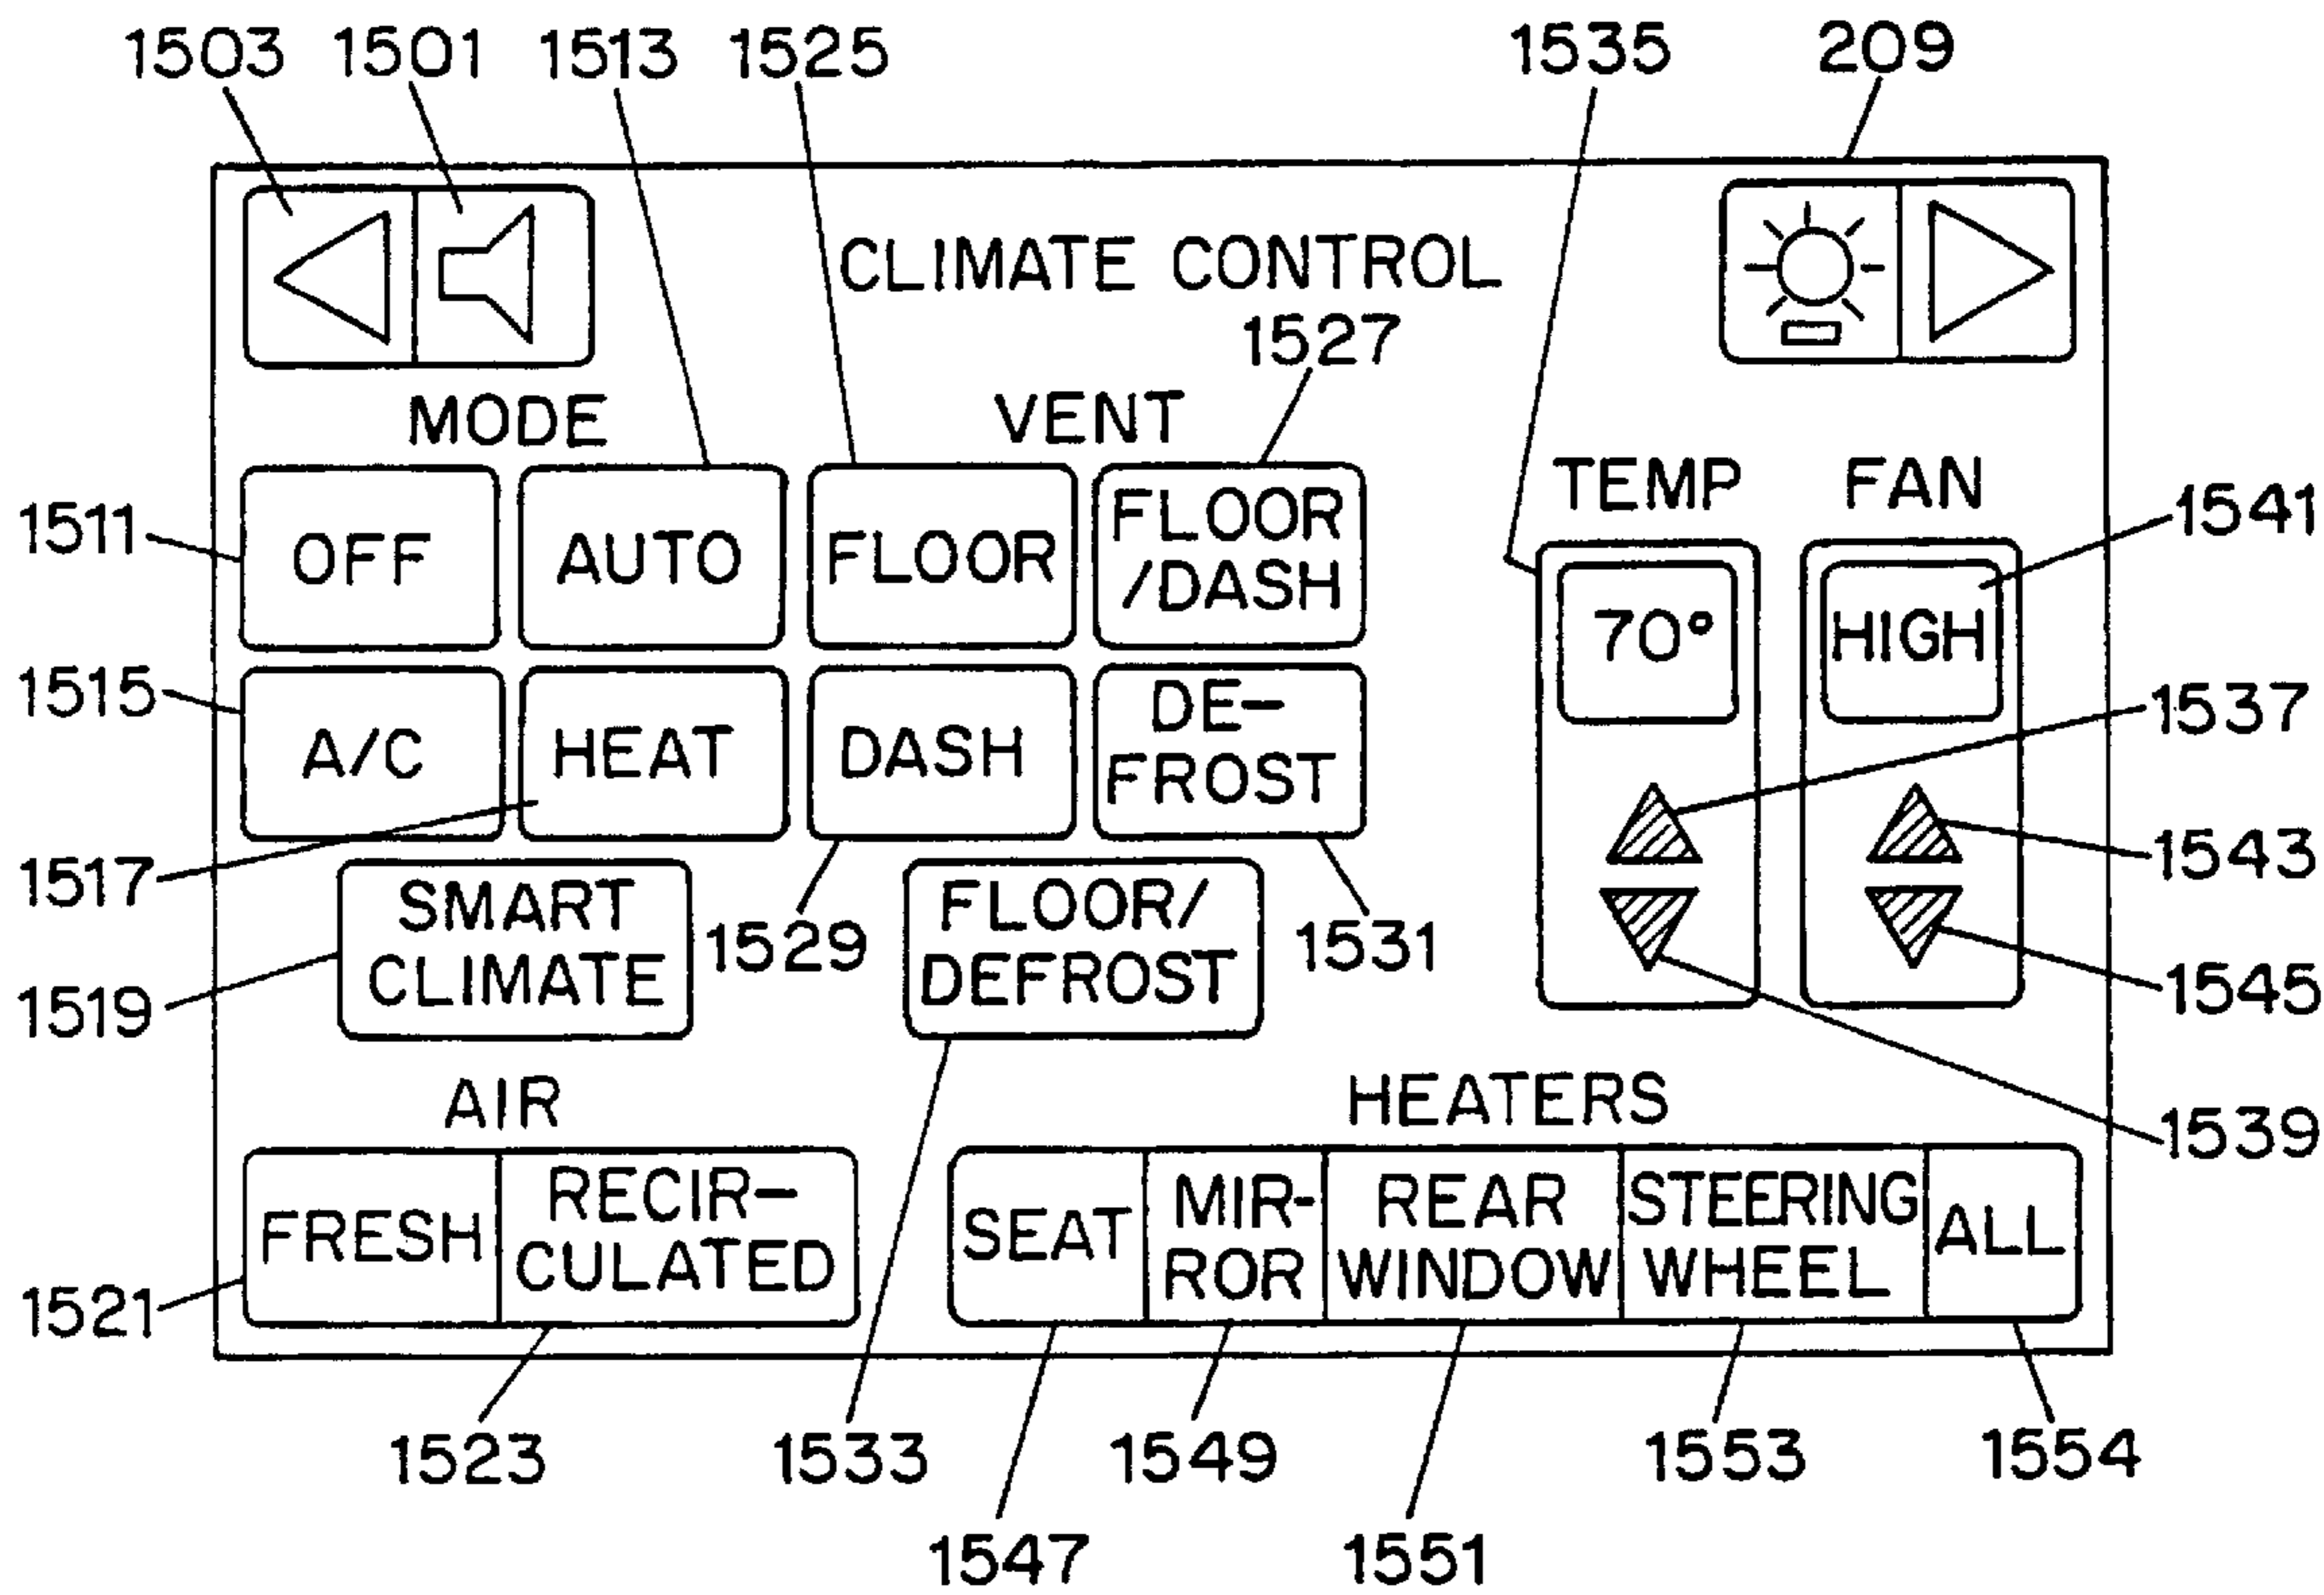 1503 1501 1513 1525 1535 209
CLIMATE CONTROL
1527
MODE VENT
TEMP FAN
1511 OFF AUTO FLOOR FLOOR
/DASH
70° HIGH 1541
1515 A/C HEAT DASH DE-
FROST
1537
1517 1543
SMART
CLIMATE
1529 FLOOR/
DEFROST
1531
1519 1545
AIR HEATERS
1539
FRESH RECIR-
CULATED
SEAT MIR-
ROR
REAR
WINDOW
STEERING
WHEEL
ALL
1521
1523 1533 1549 1553 1554
1547 1551